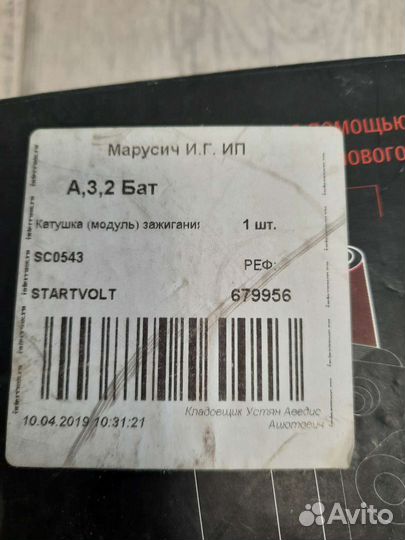 Марусич И.Г. ИП
помощью
нового
А,3,2 Бат
Катушка (модуль) зажигания
1 шт.
SC0543
РЕФ:
STARTVOLT
679956
10.04.2019 10:31:21
Кладовщик Устян Аведис
Ашотович
Avito